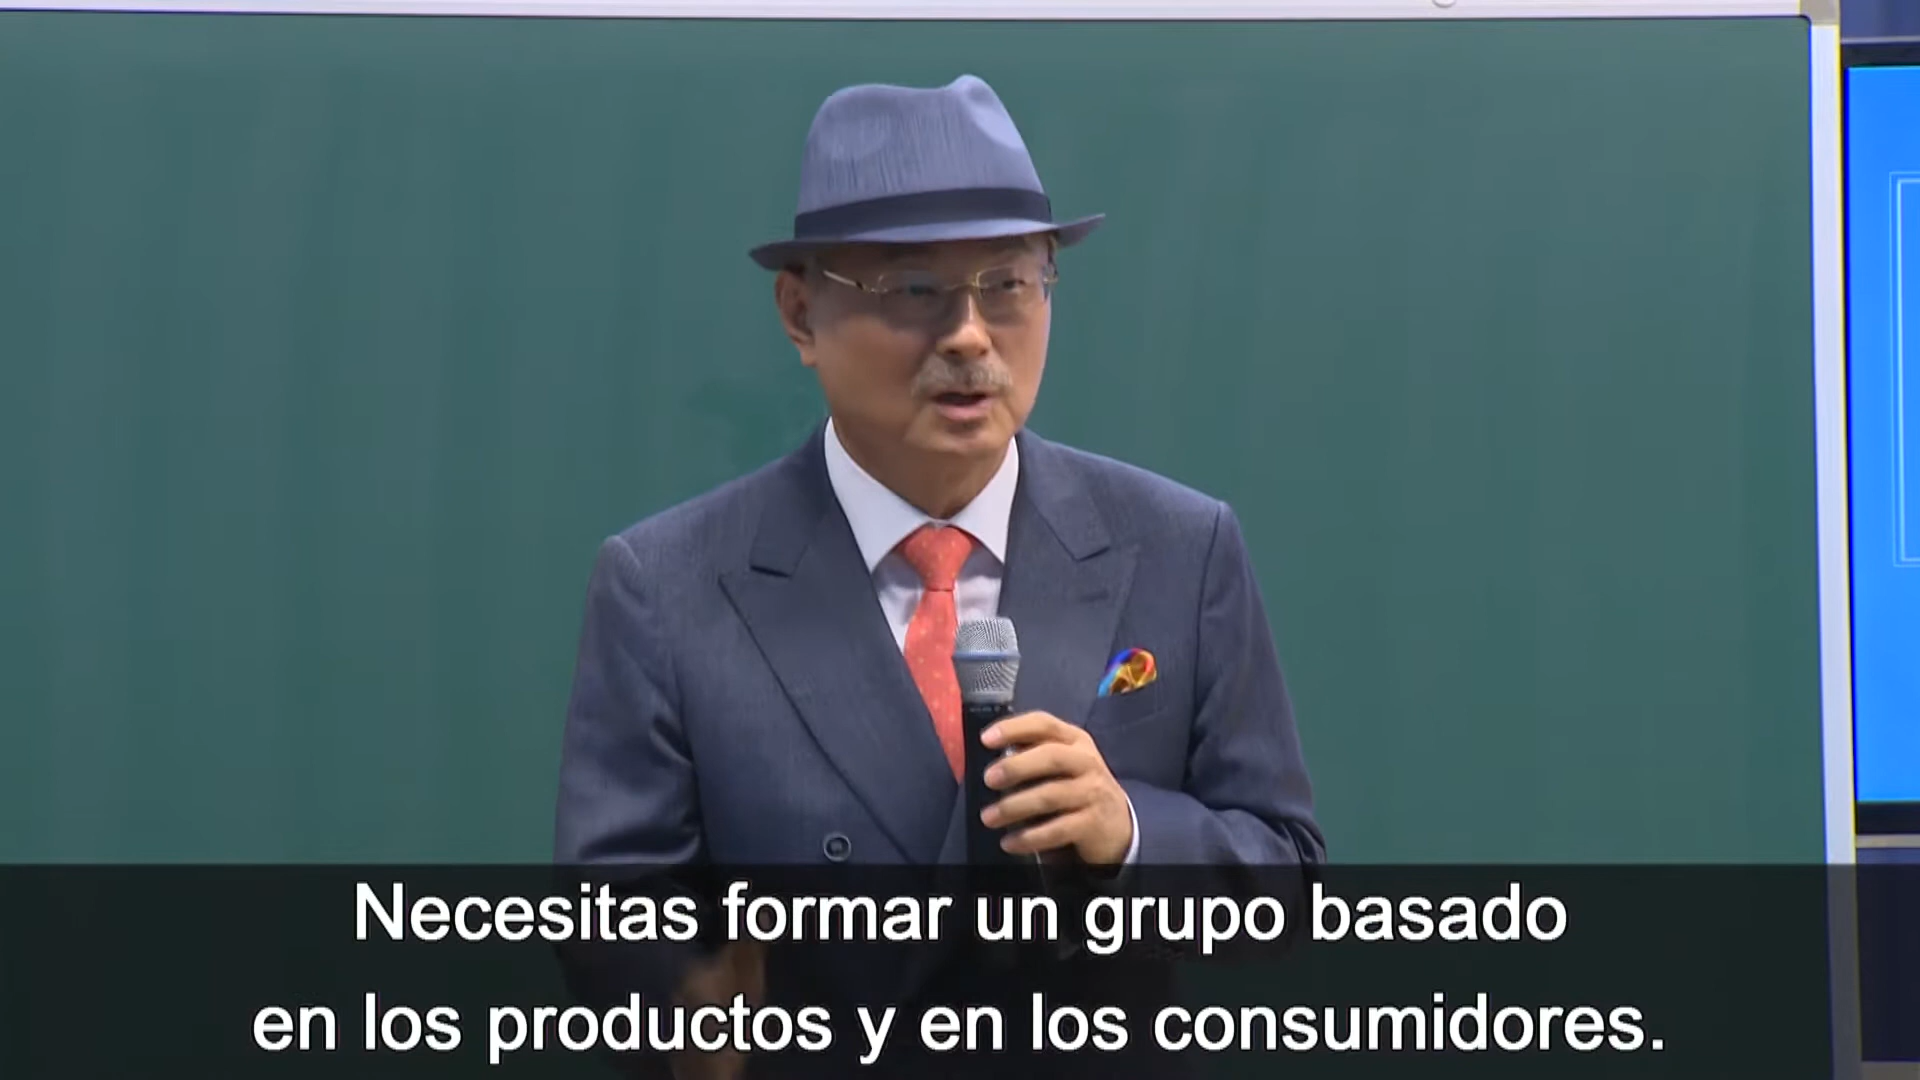 Necesitas formar un grupo basado
en los productos y en los consumidores.